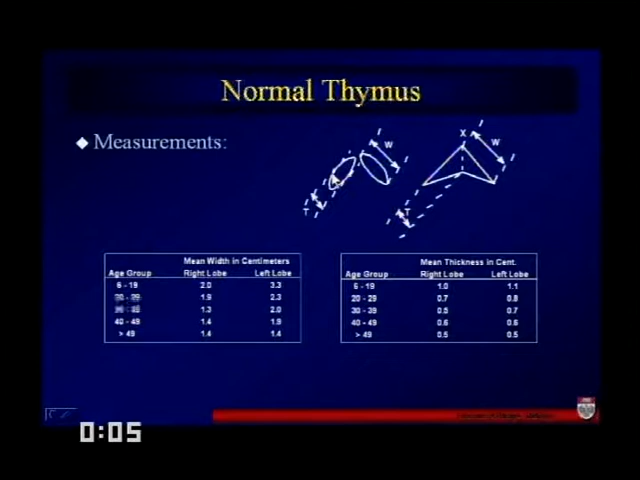 Normal Thymus
Measurements:
X
W
W
T
T
Mean Width in Centimeters
Age Group Right Lobe Left Lobe
6 - 19 2.0 3.3
20 - 29 1.9 2.3
1.3 2.0
40 - 49 1.4 1.9
> 49 1.4 1.4
Mean Thickness in Cent.
Age Group Right Lobe Left Lobe
6 - 19 1.0 1.1
20 - 29 0.7 0.8
30 - 39 0.5 0.7
40 - 49 0.6 0.6
> 49 0.5 0.5
0:05